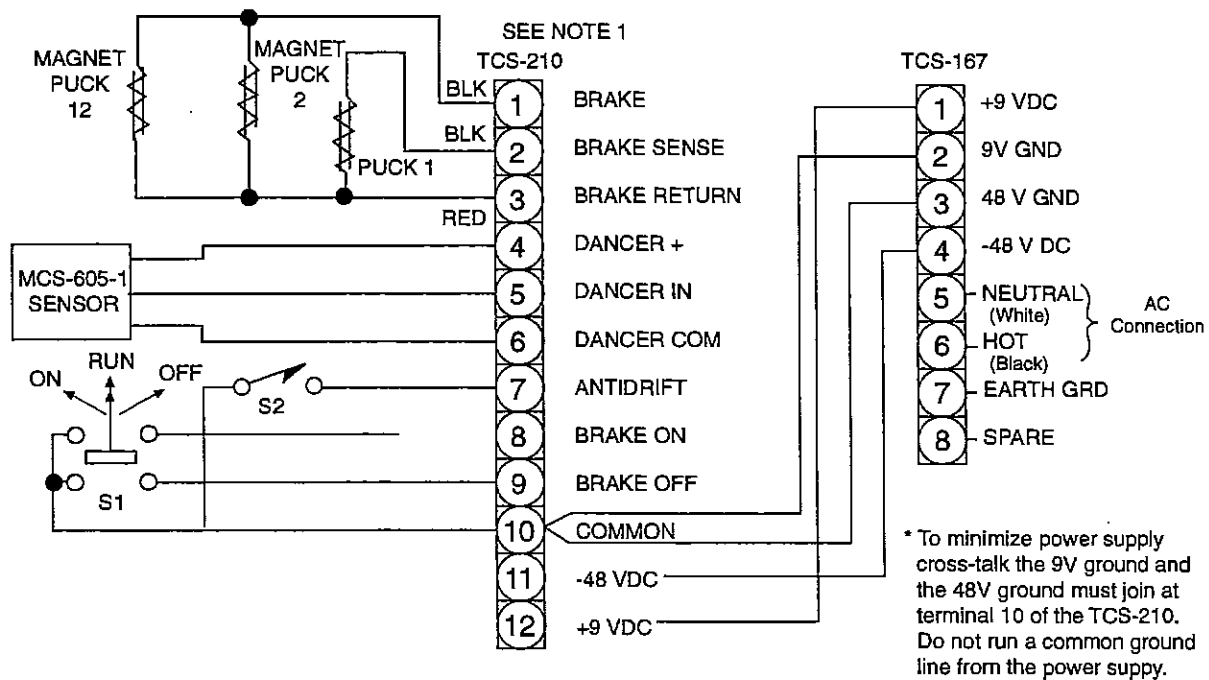 SEE NOTE 1
TCS-210
TCS-167
MAGNET
PUCK
12
MAGNET
PUCK
2
PUCK 1
BLK
BLK
RED
1 BRAKE
2 BRAKE SENSE
3 BRAKE RETURN
4 DANCER +
5 DANCER IN
6 DANCER COM
7 ANTIDRIFT
8 BRAKE ON
9 BRAKE OFF
10 COMMON
11 -48 VDC
12 +9 VDC
MCS-605-1
SENSOR
ON
RUN
OFF
S2
S1
1 +9 VDC
2 9V GND
3 48 V GND
4 -48 V DC
5 NEUTRAL
(White)
6 HOT
(Black)
7 EARTH GRD
8 SPARE
AC
Connection
* To minimize power supply
cross-talk the 9V ground and
the 48V ground must join at
terminal 10 of the TCS-210.
Do not run a common ground
line from the power suppy.